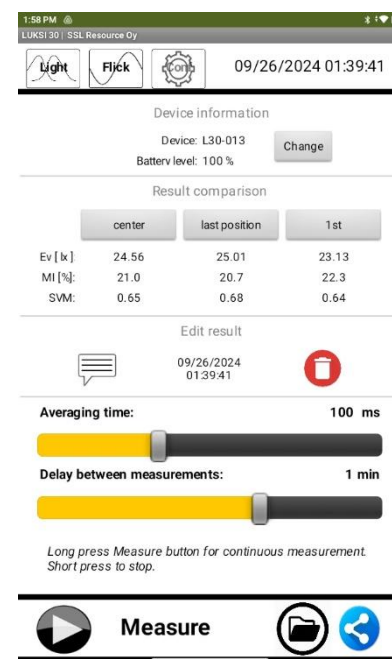 1:58 PM
LUKSI 30 | SSL Resource Oy
Light Flick Conf 09/26/2024 01:39:41
Device information
Device: L30-013
Battery level: 100 %
Change
Result comparison
center last position 1st
Ev [ lx ]: 24.56 25.01 23.13
MI [%]: 21.0 20.7 22.3
SVM: 0.65 0.68 0.64
Edit result
09/26/2024
01:39:41
Averaging time: 100 ms
Delay between measurements: 1 min
Long press Measure button for continuous measurement.
Short press to stop.
Measure